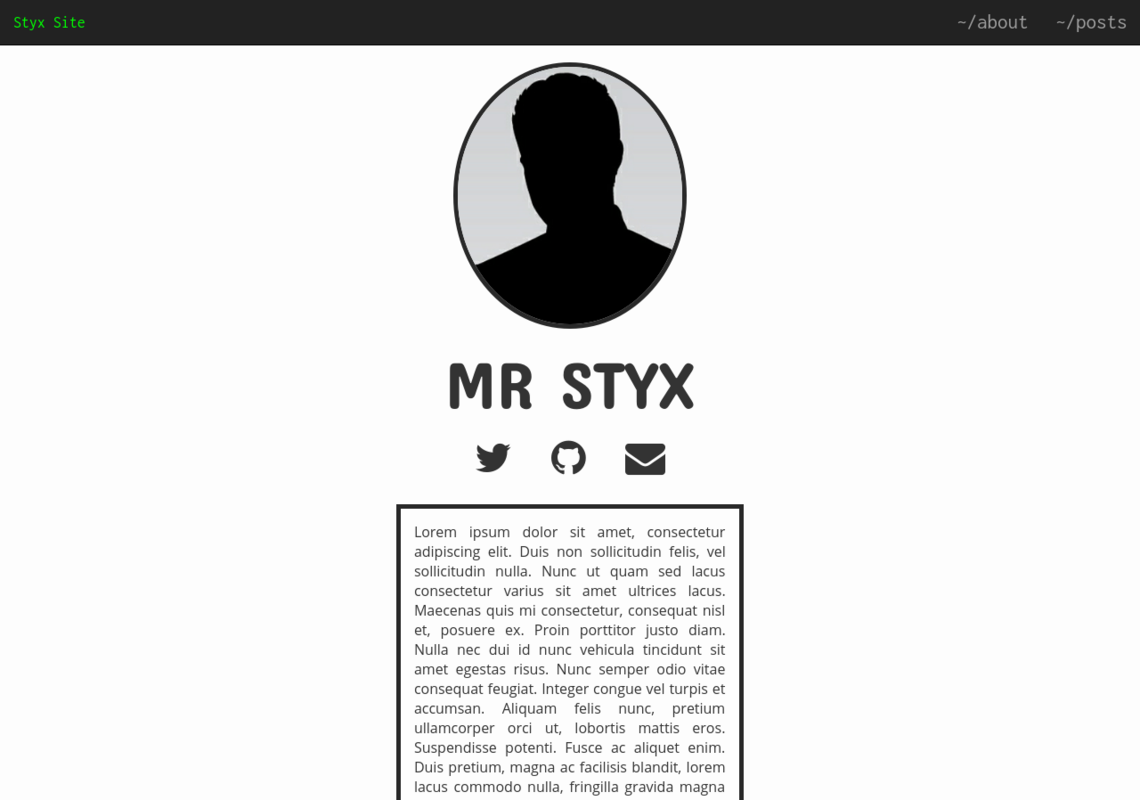 Styx Site
~/about ~/posts
MR STYX
Lorem ipsum dolor sit amet, consectetur
adipiscing elit. Duis non sollicitudin felis, vel
sollicitudin nulla. Nunc ut quam sed lacus
consectetur varius sit amet ultrices lacus.
Maecenas quis mi consectetur, consequat nisl
et, posuere ex. Proin porttitor justo diam.
Nulla nec dui id nunc vehicula tincidunt sit
amet egestas risus. Nunc semper odio vitae
consequat feugiat. Integer congue vel turpis et
accumsan. Aliquam felis nunc, pretium
ullamcorper orci ut, lobortis mattis eros.
Suspendisse potenti. Fusce ac aliquet enim.
Duis pretium, magna ac facilisis blandit, lorem
lacus commodo nulla, fringilla gravida magna